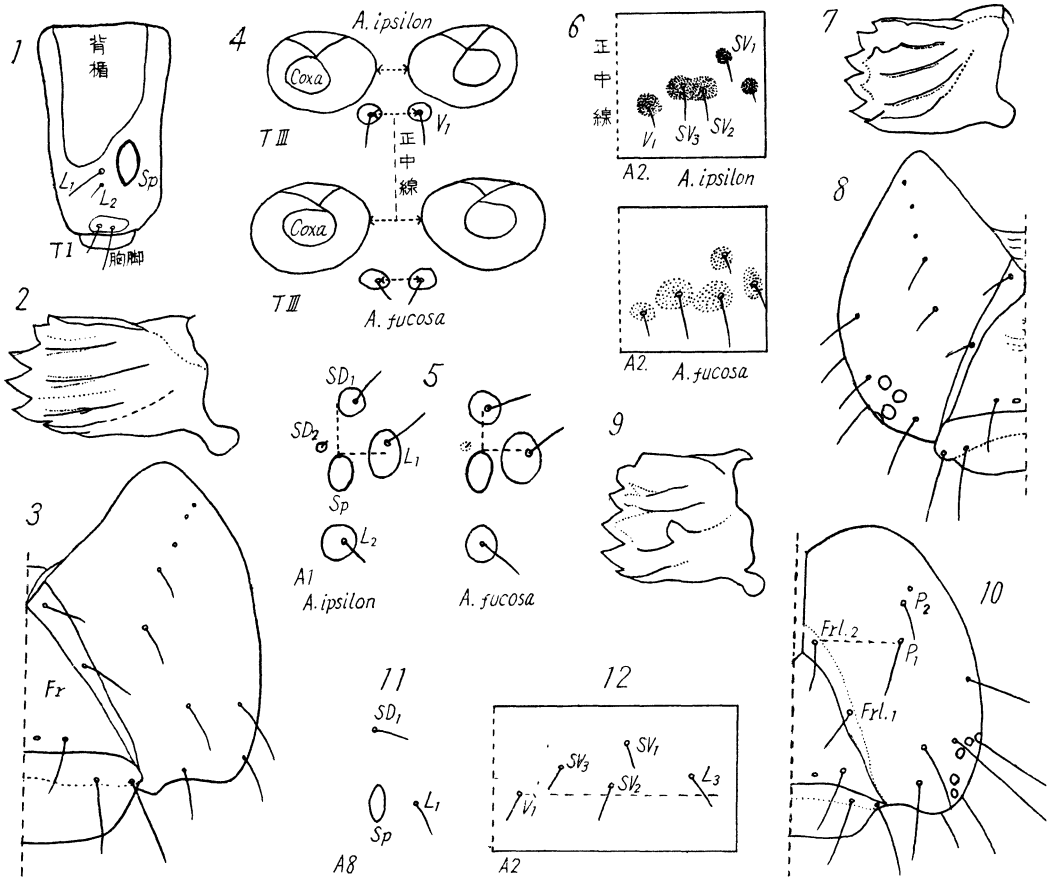 1
背楯
L1
L2
Sp
T1
胸脚
2
3
Fr
4
A. ipsilon
Coxa
T III
V1
正中線
Coxa
T III
A. fucosa
5
SD1
SD2
L1
Sp
L2
A1
A. ipsilon
A. fucosa
6
正中線
SV1
V1
SV3
SV2
A2.
A. ipsilon
A2.
A. fucosa
7
8
9
10
P2
Frl.2
P1
Frl.1
11
SD1
L1
Sp
A8
12
SV1
SV3
SV2
L3
V1
A2